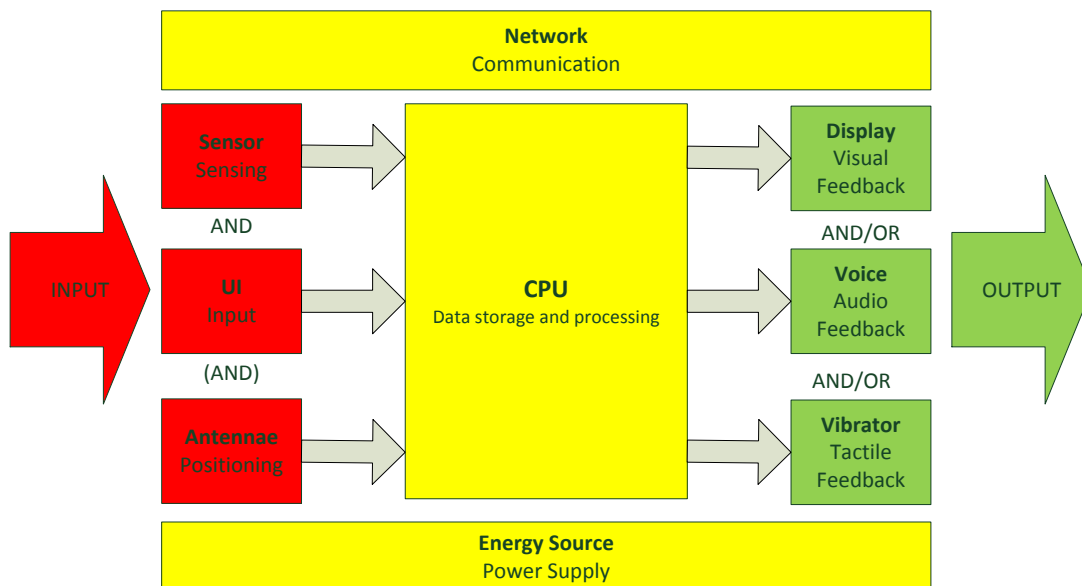 Network
Communication
Sensor
Sensing
AND
UI
Input
(AND)
Antennae
Positioning
INPUT
CPU
Data storage and processing
Display
Visual
Feedback
AND/OR
Voice
Audio
Feedback
AND/OR
Vibrator
Tactile
Feedback
OUTPUT
Energy Source
Power Supply